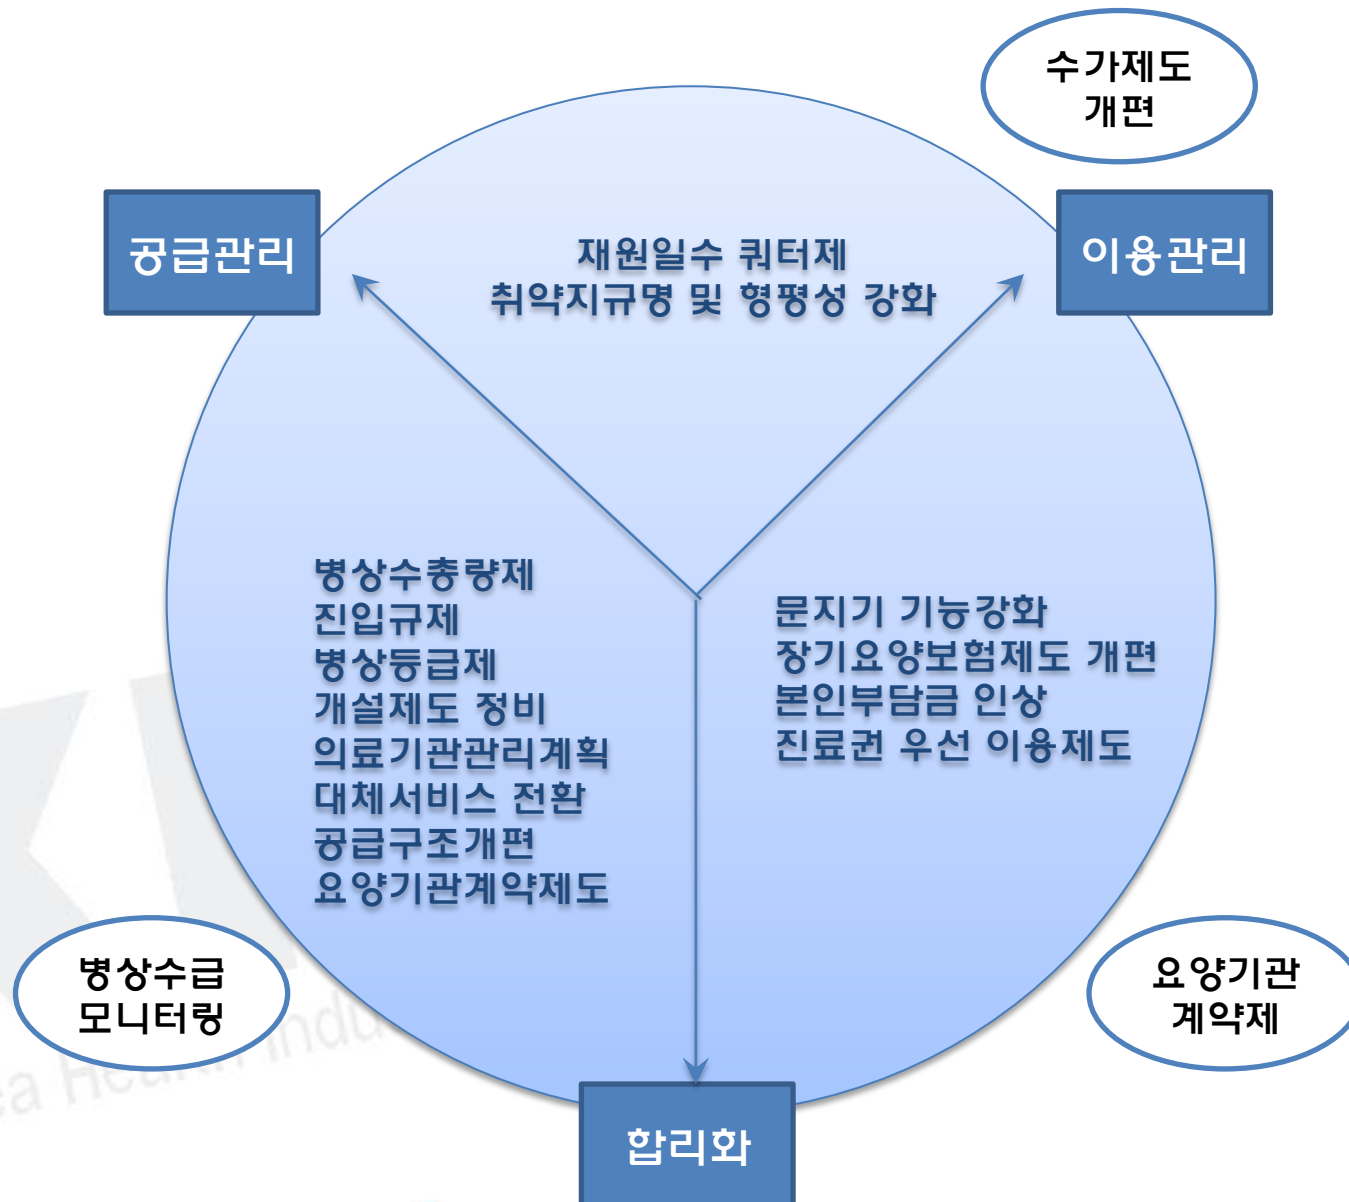 수가제도
개편
공급관리
이용관리
재원일수 쿼터제
취약지규명 및 형평성 강화
병상수총량제
진입규제
병상등급제
개설제도 정비
의료기관관리계획
대체서비스 전환
공급구조개편
요양기관계약제도
문지기 기능강화
장기요양보험제도 개편
본인부담금 인상
진료권 우선 이용제도
병상수급
모니터링
요양기관
계약제
합리화